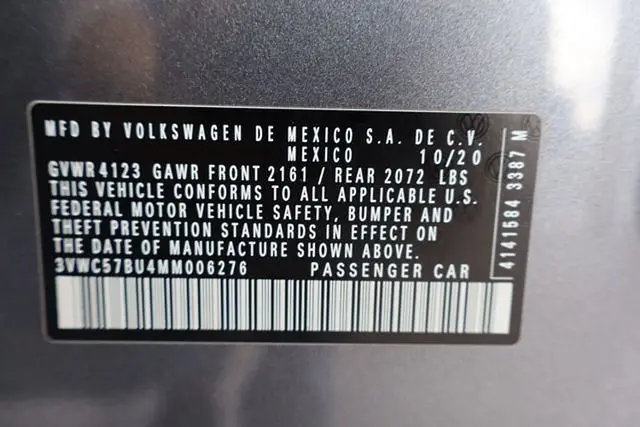 MFD BY VOLKSWAGEN DE MEXICO S.A. DE C.V.
MEXICO 10/20
GVWR 4123 GAWR FRONT 2161 / REAR 2072 LBS
THIS VEHICLE CONFORMS TO ALL APPLICABLE U.S.
FEDERAL MOTOR VEHICLE SAFETY, BUMPER AND
THEFT PREVENTION STANDARDS IN EFFECT ON
THE DATE OF MANUFACTURE SHOWN ABOVE.
3VWC57BU4MM006276 PASSENGER CAR
4141584 3387 M